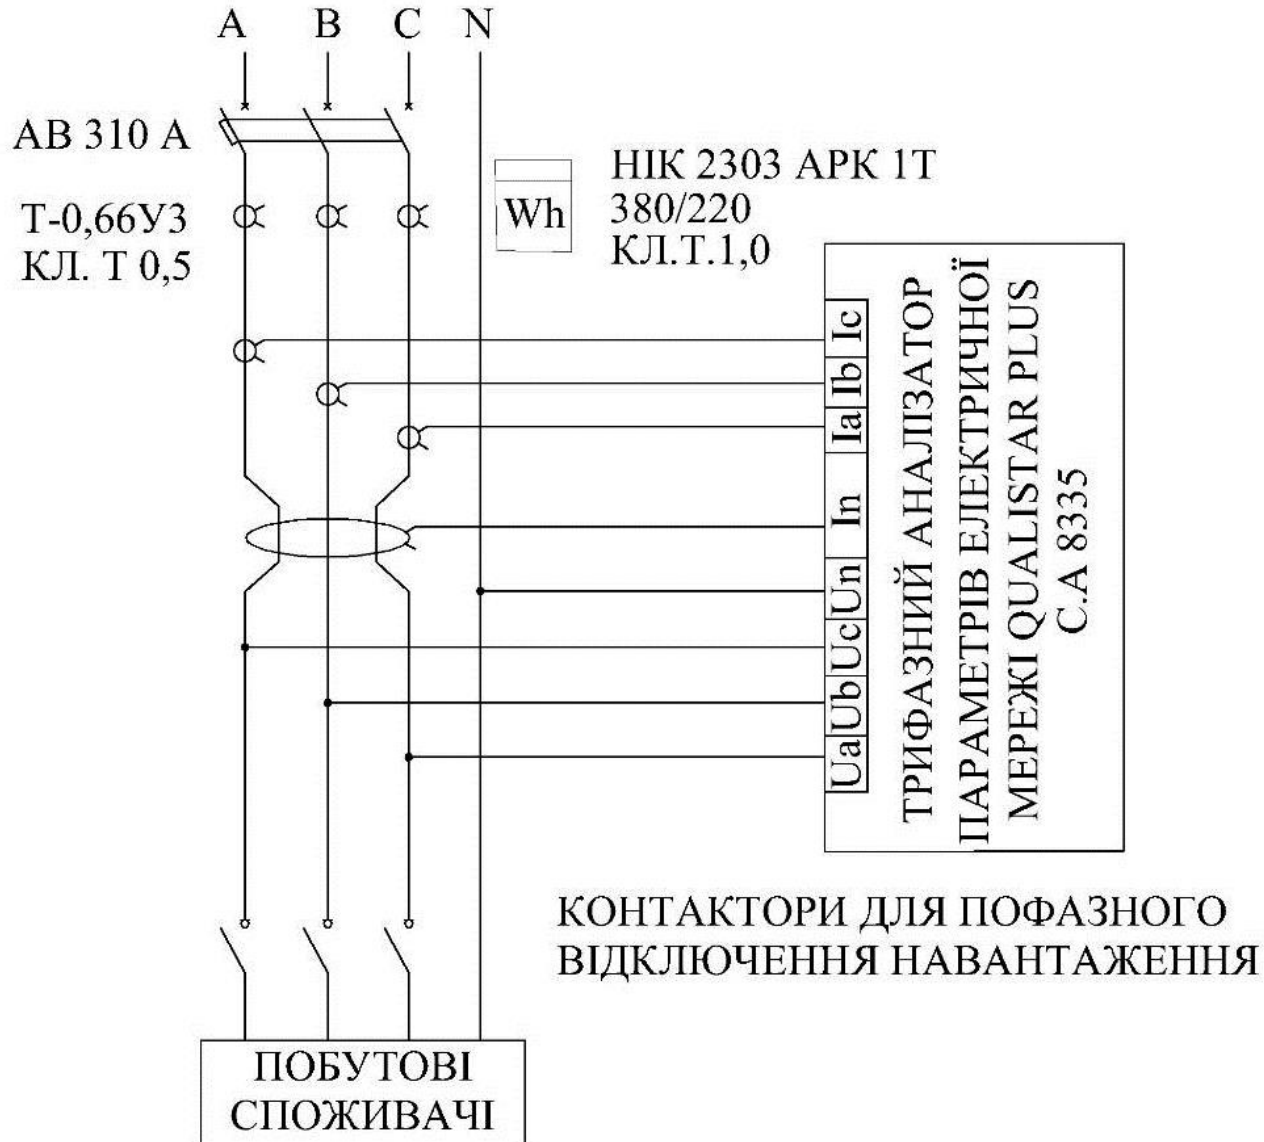 A B C N
АВ 310 А
Т-0,66У3
КЛ. Т 0,5
Wh
НІК 2303 АРК 1Т
380/220
КЛ.Т.1,0
Ic
Ib
Ia
In
Un
Uc
Ub
Ua
ТРИФАЗНИЙ АНАЛІЗАТОР
ПАРАМЕТРІВ ЕЛЕКТРИЧНОЇ
МЕРЕЖІ QUALISTAR PLUS
С.А 8335
КОНТАКТОРИ ДЛЯ ПОФАЗНОГО
ВІДКЛЮЧЕННЯ НАВАНТАЖЕННЯ
ПОБУТОВІ
СПОЖИВАЧІ